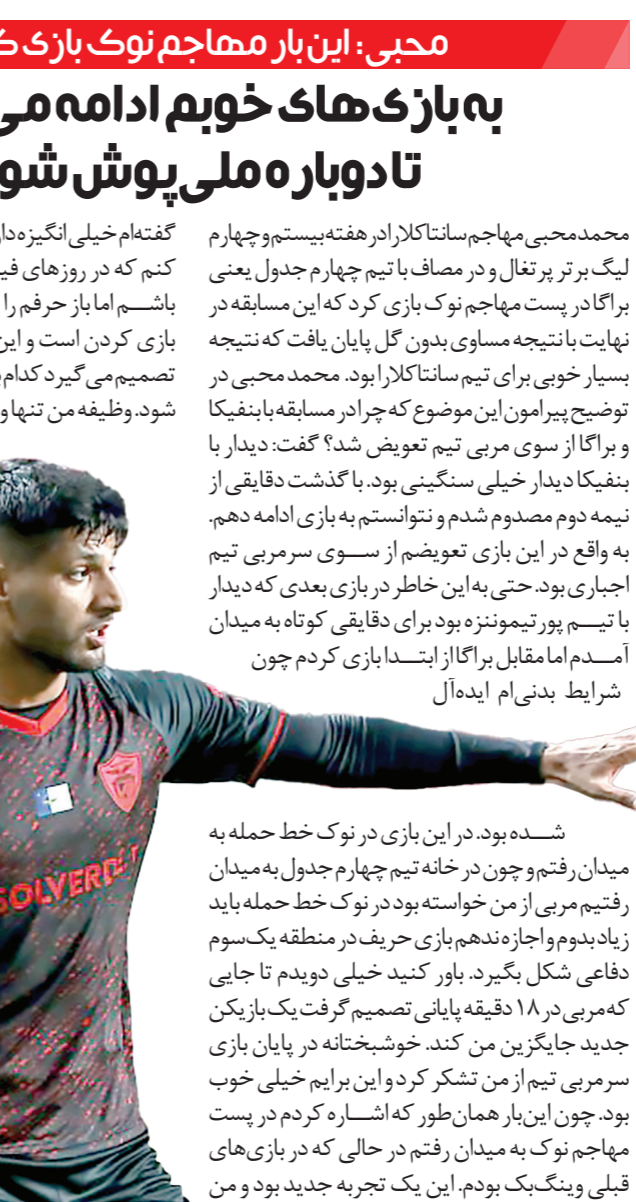 محبی: این بار مهاجم نوک بازی ک
به بازی‌های خوبم ادامه می
تا دوباره ملی‌پوش شو
محمد محبی مهاجم سانتاکلارا در هفته بیست‌و‌چهارم
لیگ برتر پرتغال و در مصاف با تیم چهارم جدول یعنی
براگا در پست مهاجم نوک بازی کرد که این مسابقه در
نهایت با نتیجه مساوی بدون گل پایان یافت که نتیجه
بسیار خوبی برای تیم سانتاکلارا بود. محمد محبی در
توضیح پیرامون این موضوع که چرا در مسابقه با بنفیکا
و براگا از سوی مربی تیم تعویض شد؟ گفت: دیدار با
بنفیکا دیدار خیلی سنگینی بود. با گذشت دقایقی از
نیمه دوم مصدوم شدم و نتوانستم به بازی ادامه دهم.
به واقع در این بازی تعویضم از سوی سرمربی تیم
اجباری بود. حتی به این خاطر در بازی بعدی که دیدار
با تیم پورتیموننزه بود برای دقایقی کوتاه به میدان
آمدم اما مقابل براگا از ابتدا بازی کردم چون
شرایط بدنی‌ام ایده‌آل
شده بود. در این بازی در نوک خط حمله به
میدان رفتم و چون در خانه تیم چهارم جدول به میدان
رفتیم مربی از من خواسته بود در نوک خط حمله باید
زیاد بدوم و اجازه ندهم بازی حریف در منطقه یک‌سوم
دفاعی شکل بگیرد. باور کنید خیلی دویدم تا جایی
که مربی در ۱۸ دقیقه پایانی تصمیم گرفت یک بازیکن
جدید جایگزین من کند. خوشبختانه در پایان بازی
سرمربی تیم از من تشکر کرد و این برایم خیلی خوب
بود. چون این‌بار همان‌طور که اشاره کردم در پست
مهاجم نوک به میدان رفتم در حالی که در بازی‌های
قبلی وینگ‌بک بودم. این یک تجربه جدید بود و من
گفته‌ام خیلی انگیزه دار
کنم که در روزهای فی
باشم اما باز حرفم را
بازی کردن است و این
تصمیم می‌گیرد کدام
شود. وظیفه من تنها و